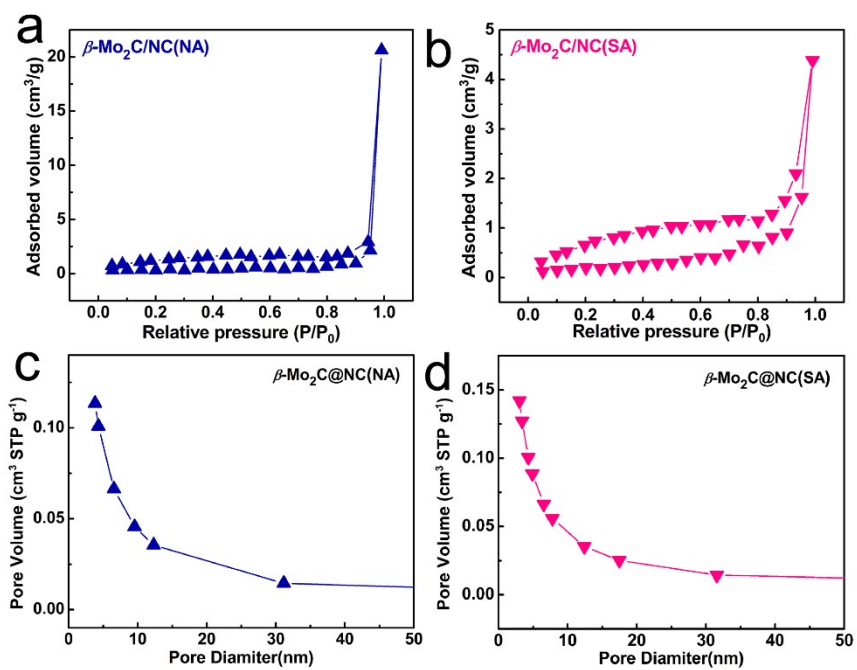 a
β-Mo₂C/NC(NA)
20
15
10
5
0
Adsorbed volume (cm³/g)
0.0 0.2 0.4 0.6 0.8 1.0
Relative pressure (P/P₀)
b
β-Mo₂C/NC(SA)
5
4
3
2
1
0
Adsorbed volume (cm³/g)
0.0 0.2 0.4 0.6 0.8 1.0
Relative pressure (P/P₀)
c
β-Mo₂C@NC(NA)
0.10
0.05
0.00
Pore Volume (cm³ STP g⁻¹)
0 10 20 30 40 50
Pore Diamiter(nm)
d
β-Mo₂C@NC(SA)
0.15
0.10
0.05
0.00
Pore Volume (cm³ STP g⁻¹)
0 10 20 30 40 50
Pore Diamiter(nm)